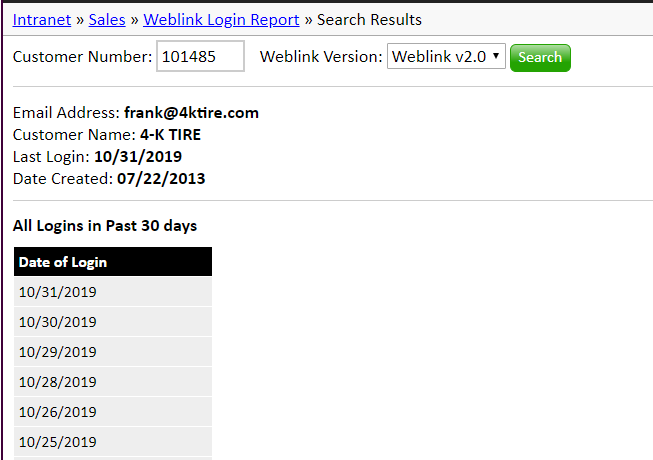 Intranet » Sales » Weblink Login Report » Search Results
Customer Number: 101485 Weblink Version: Weblink v2.0 Search
Email Address: frank@4ktire.com
Customer Name: 4-K TIRE
Last Login: 10/31/2019
Date Created: 07/22/2013
All Logins in Past 30 days
Date of Login
10/31/2019
10/30/2019
10/29/2019
10/28/2019
10/26/2019
10/25/2019